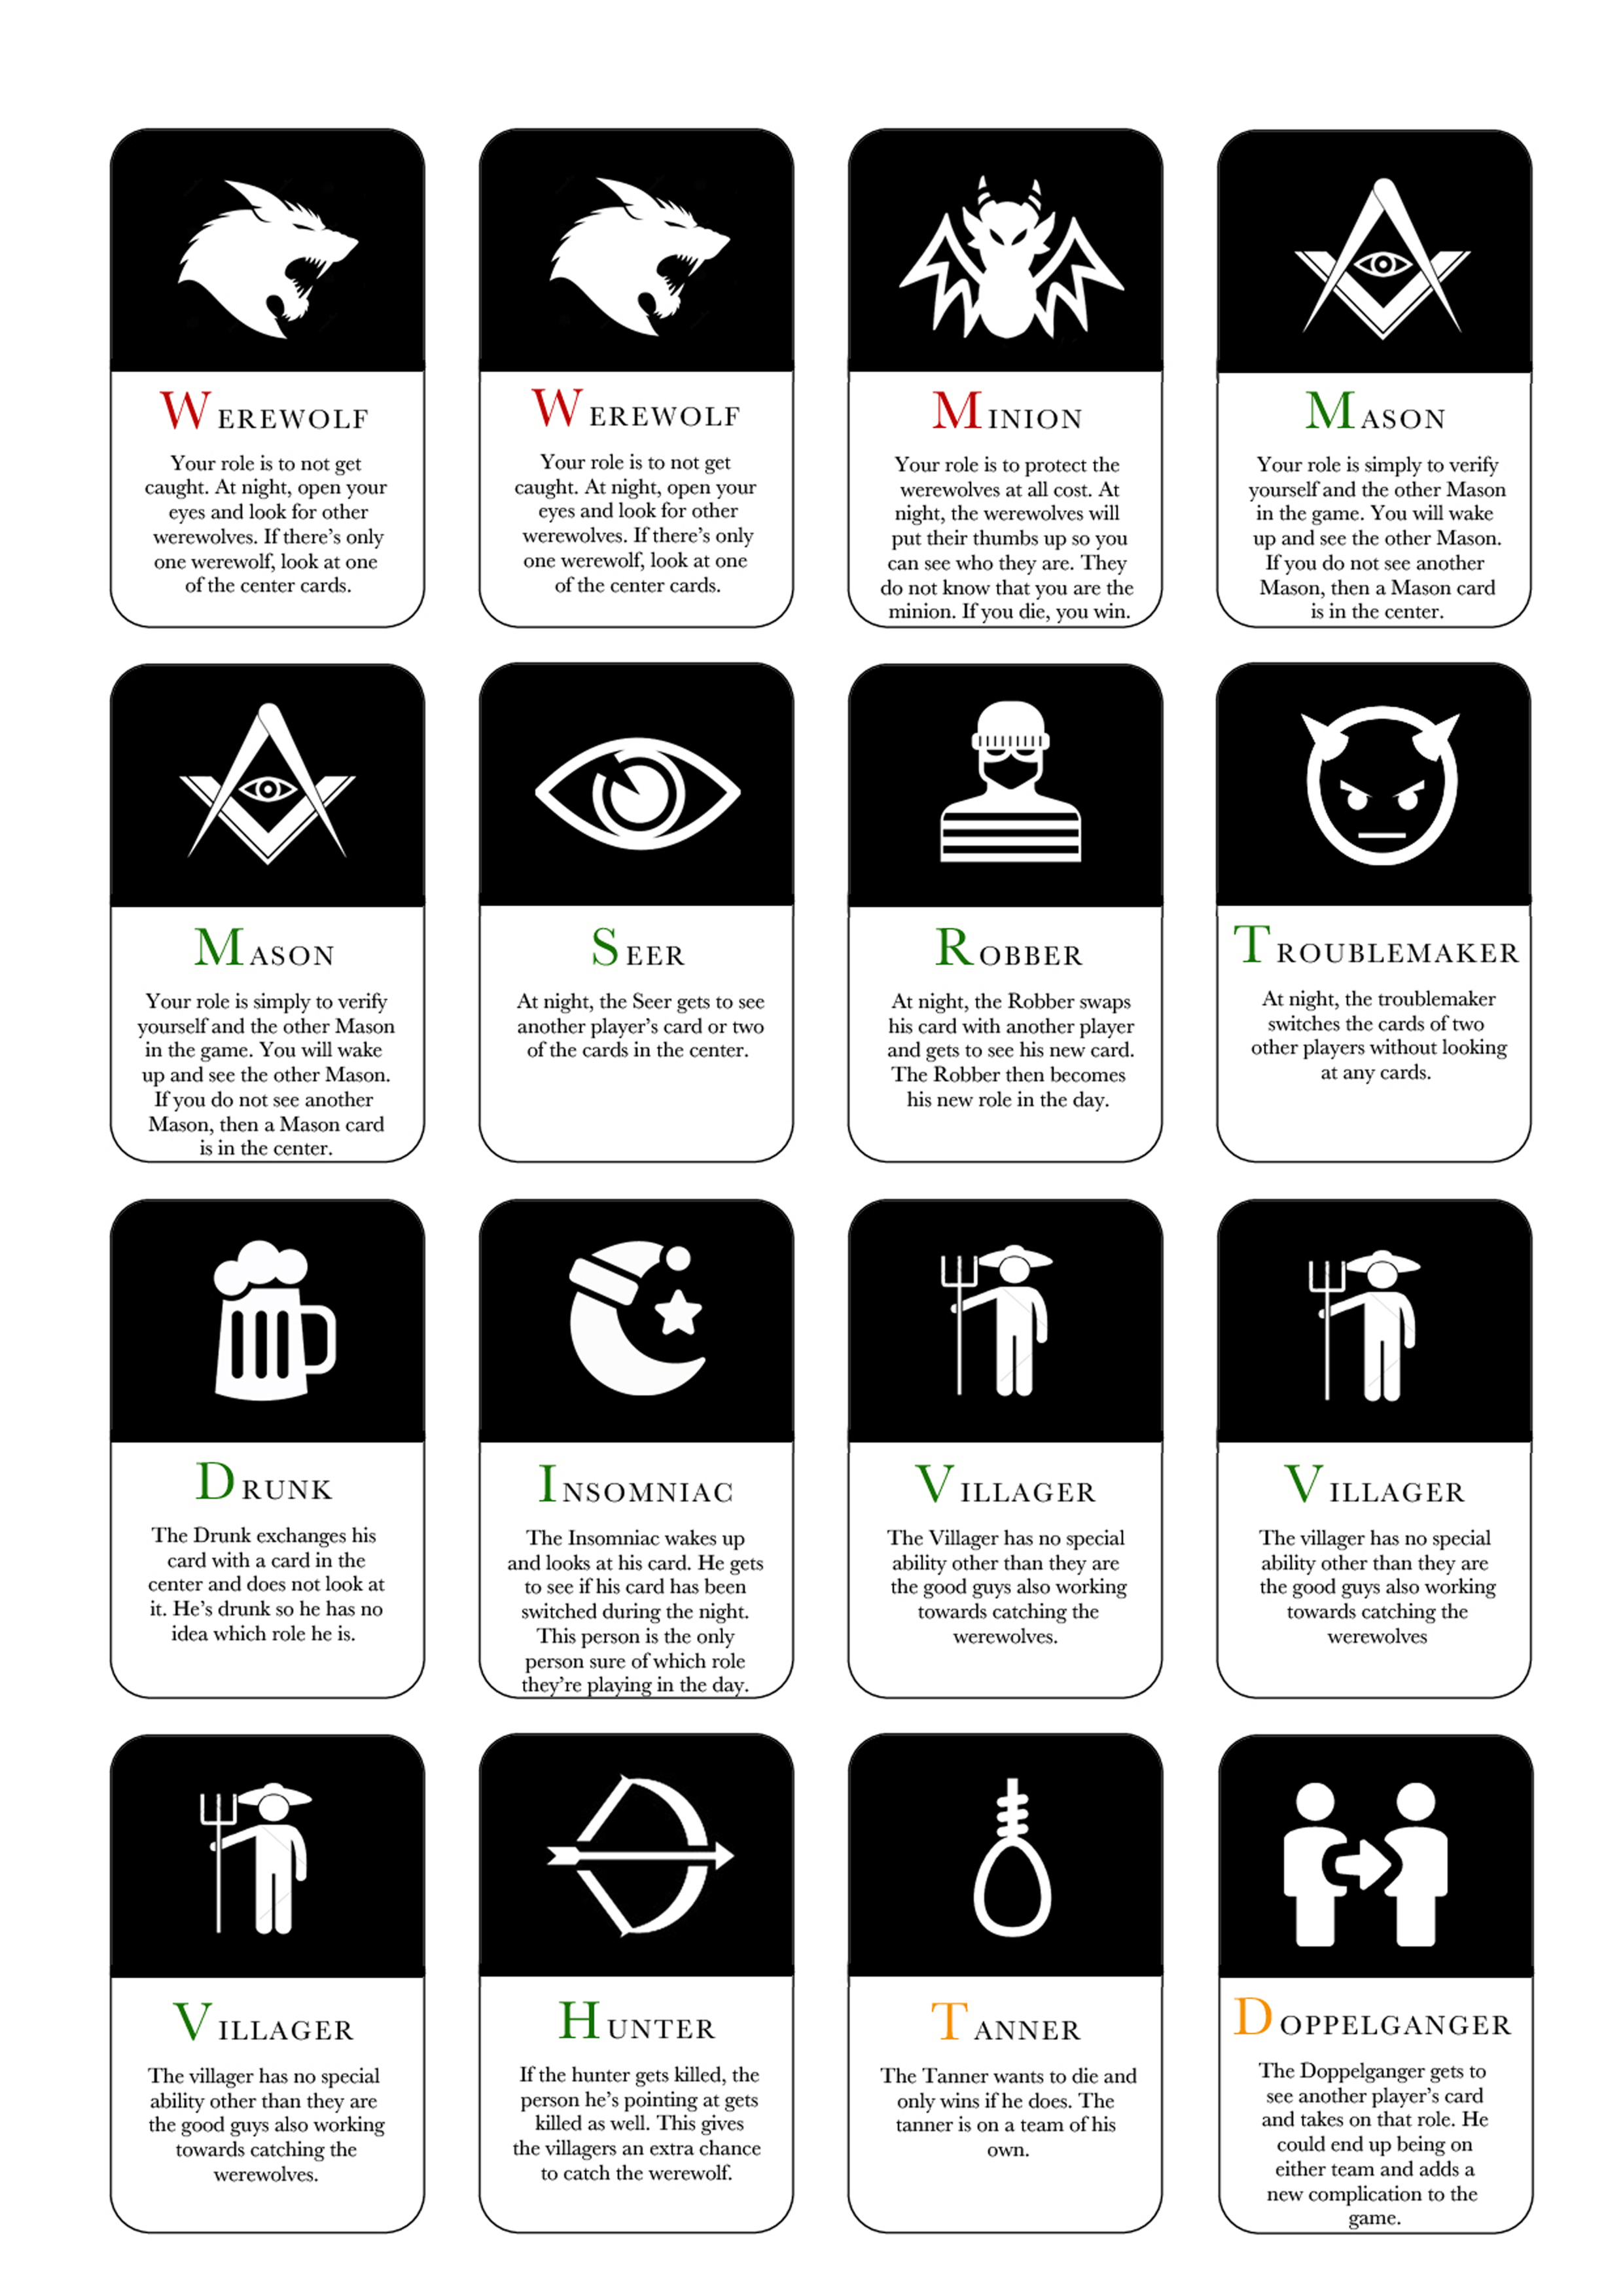 WEREWOLF
Your role is to not get
caught. At night, open your
eyes and look for other
werewolves. If there's only
one werewolf, look at one
of the center cards.
WEREWOLF
Your role is to not get
caught. At night, open your
eyes and look for other
werewolves. If there's only
one werewolf, look at one
of the center cards.
MINION
Your role is to protect the
werewolves at all cost. At
night, the werewolves will
put their thumbs up so you
can see who they are. They
do not know that you are the
minion. If you die, you win.
MASON
Your role is simply to verify
yourself and the other Mason
in the game. You will wake
up and see the other Mason.
If you do not see another
Mason, then a Mason card
is in the center.
MASON
Your role is simply to verify
yourself and the other Mason
in the game. You will wake
up and see the other Mason.
If you do not see another
Mason, then a Mason card
is in the center.
SEER
At night, the Seer gets to see
another player's card or two
of the cards in the center.
ROBBER
At night, the Robber swaps
his card with another player
and gets to see his new card.
The Robber then becomes
his new role in the day.
TROUBLEMAKER
At night, the troublemaker
switches the cards of two
other players without looking
at any cards.
DRUNK
The Drunk exchanges his
card with a card in the
center and does not look at
it. He's drunk so he has no
idea which role he is.
INSOMNIAC
The Insomniac wakes up
and looks at his card. He gets
to see if his card has been
switched during the night.
This person is the only
person sure of which role
they're playing in the day.
VILLAGER
The Villager has no special
ability other than they are
the good guys also working
towards catching the
werewolves.
VILLAGER
The villager has no special
ability other than they are
the good guys also working
towards catching the
werewolves
VILLAGER
The villager has no special
ability other than they are
the good guys also working
towards catching the
werewolves.
HUNTER
If the hunter gets killed, the
person he's pointing at gets
killed as well. This gives
the villagers an extra chance
to catch the werewolf.
TANNER
The Tanner wants to die and
only wins if he does. The
tanner is on a team of his
own.
DOPPELGANGER
The Doppelganger gets to
see another player's card
and takes on that role. He
could end up being on
either team and adds a
new complication to the
game.